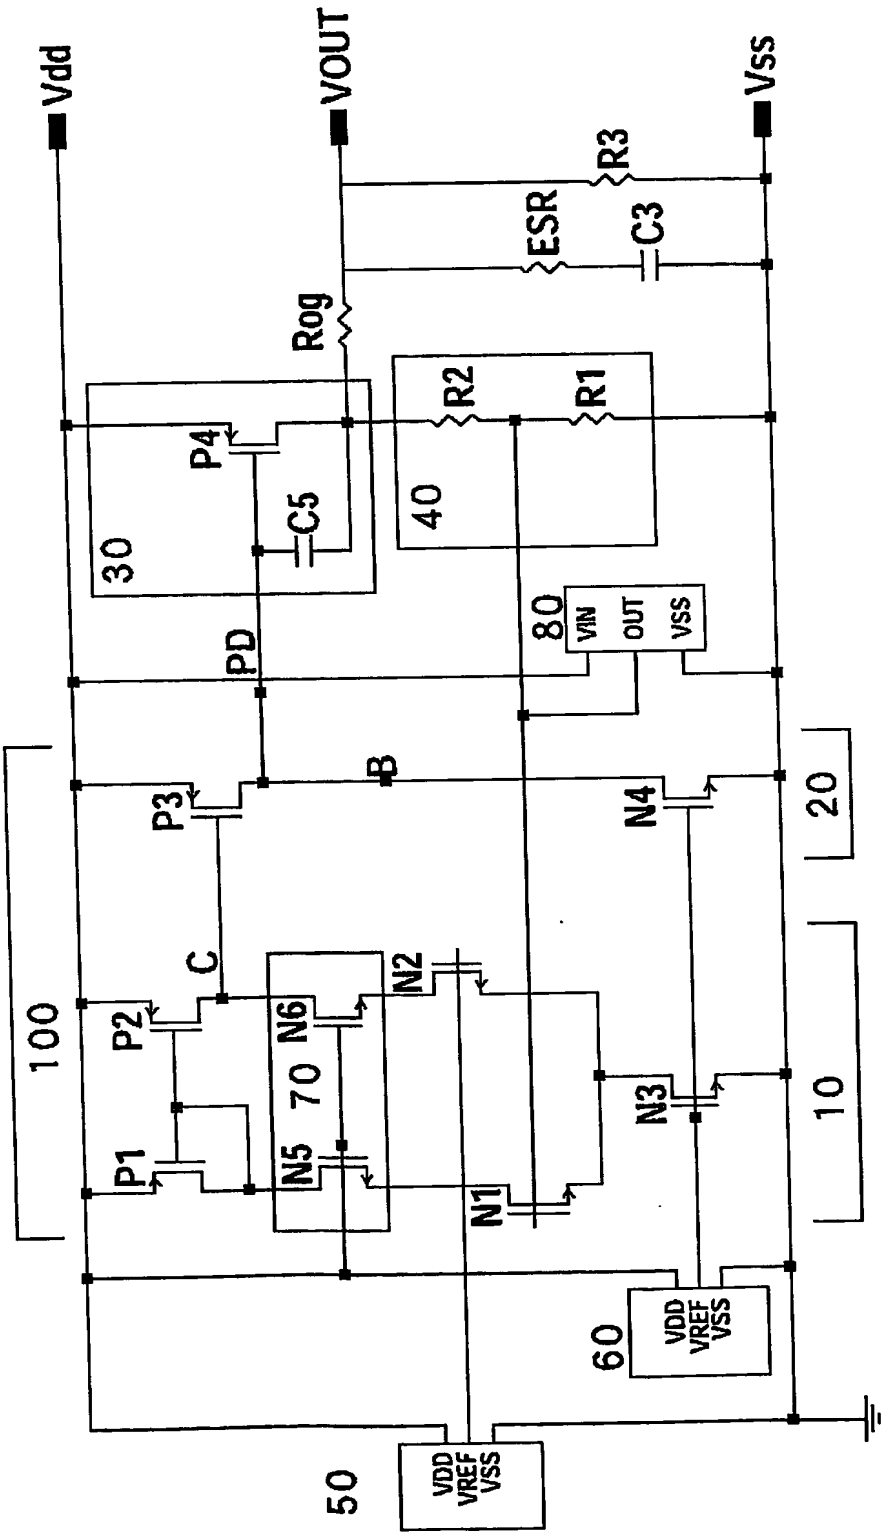 100
Vdd
P1
P2
C
P3
PD
30
P4
C5
Rog
VOUT
N5
70
N6
B
N1
N2
40
R2
R1
ESR
C3
R3
80
VIN
OUT
VSS
50
VDD
VREF
VSS
60
VDD
VREF
VSS
N3
N4
10
20
Vss